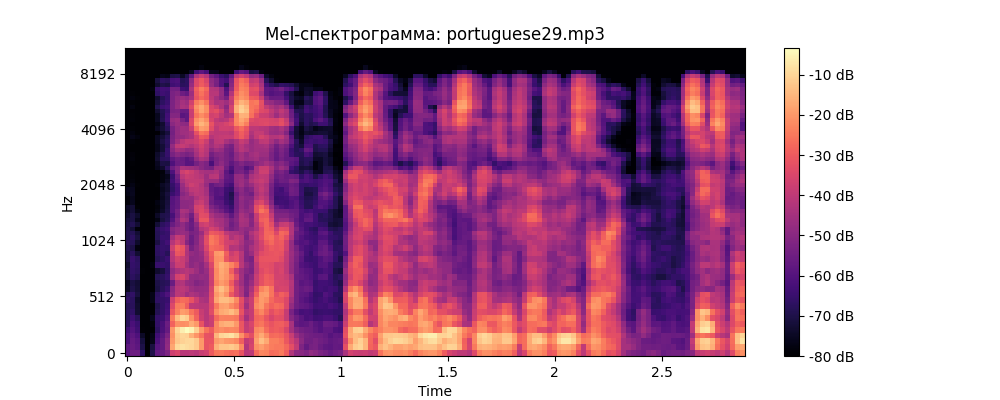 Mel-спектрограмма: portuguese29.mp3
8192
4096
2048
1024
512
0
Hz
0
0.5
1
1.5
2
2.5
Time
-10 dB
-20 dB
-30 dB
-40 dB
-50 dB
-60 dB
-70 dB
-80 dB